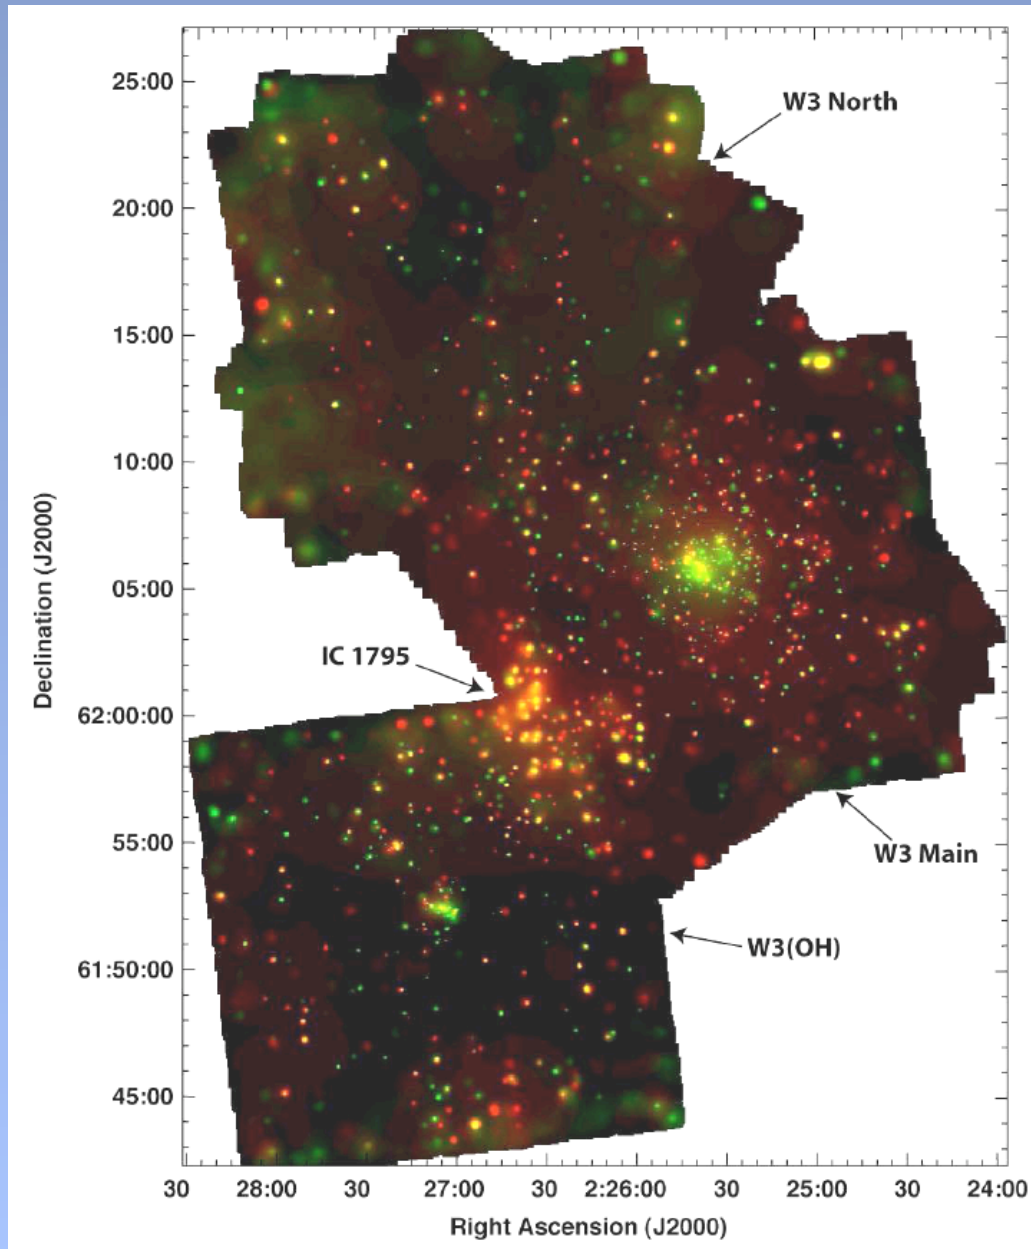 25:00
W3 North
20:00
15:00
10:00
Declination (J2000)
05:00
IC 1795
62:00:00
55:00
W3 Main
W3(OH)
61:50:00
45:00
30 28:00 30 27:00 30 2:26:00 30 25:00 30 24:00
Right Ascension (J2000)